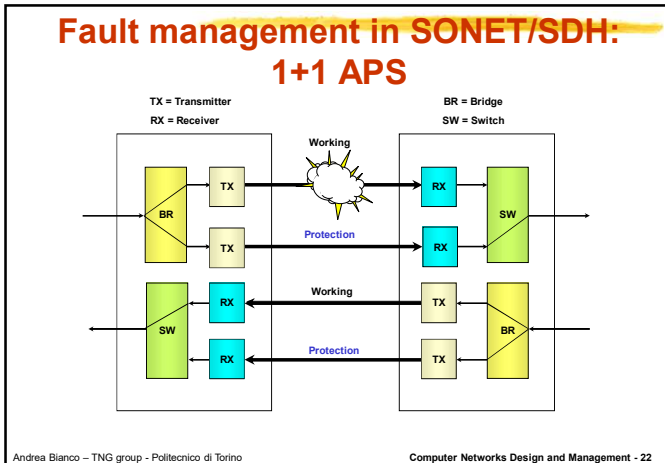 Fault management in SONET/SDH:
1+1 APS
TX = Transmitter
BR = Bridge
RX = Receiver
SW = Switch
Working
BR
TX
RX
SW
Protection
TX
RX
Working
SW
RX
TX
BR
Protection
RX
TX
Andrea Bianco – TNG group - Politecnico di Torino
Computer Networks Design and Management - 22